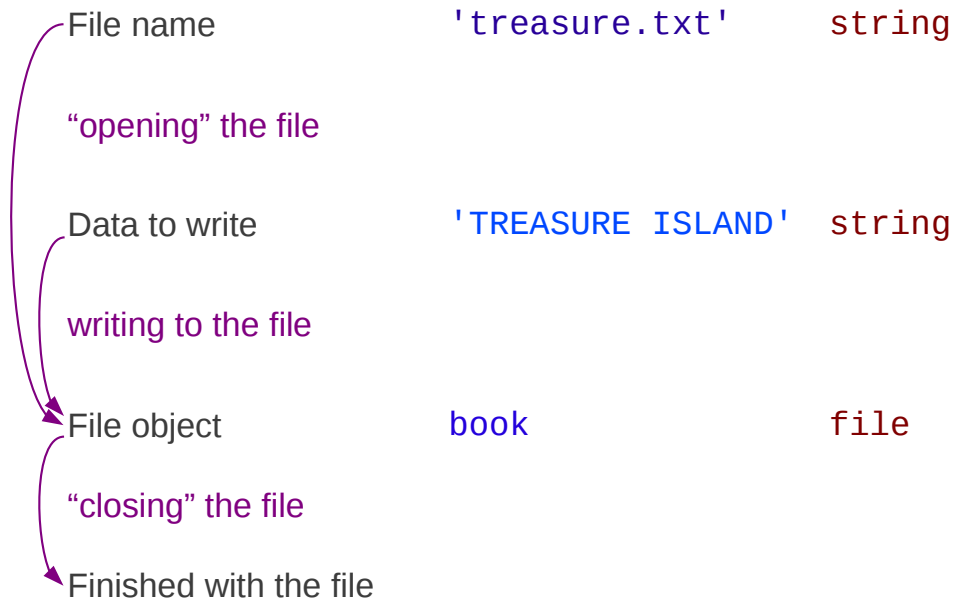 File name 'treasure.txt' string
“opening” the file
Data to write 'TREASURE ISLAND' string
writing to the file
File object book file
“closing” the file
Finished with the file